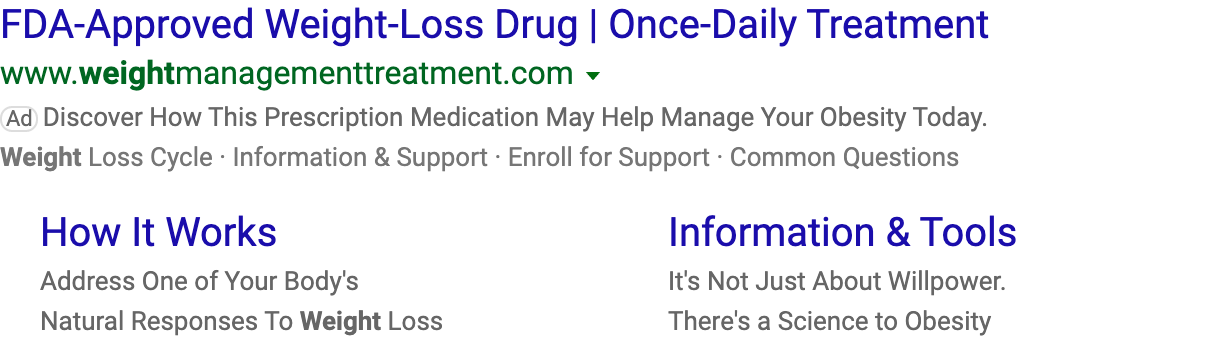 FDA-Approved Weight-Loss Drug | Once-Daily Treatment
www.weightmanagementtreatment.com
Ad Discover How This Prescription Medication May Help Manage Your Obesity Today.
Weight Loss Cycle · Information & Support · Enroll for Support · Common Questions
How It Works
Address One of Your Body's
Natural Responses To Weight Loss
Information & Tools
It's Not Just About Willpower.
There's a Science to Obesity